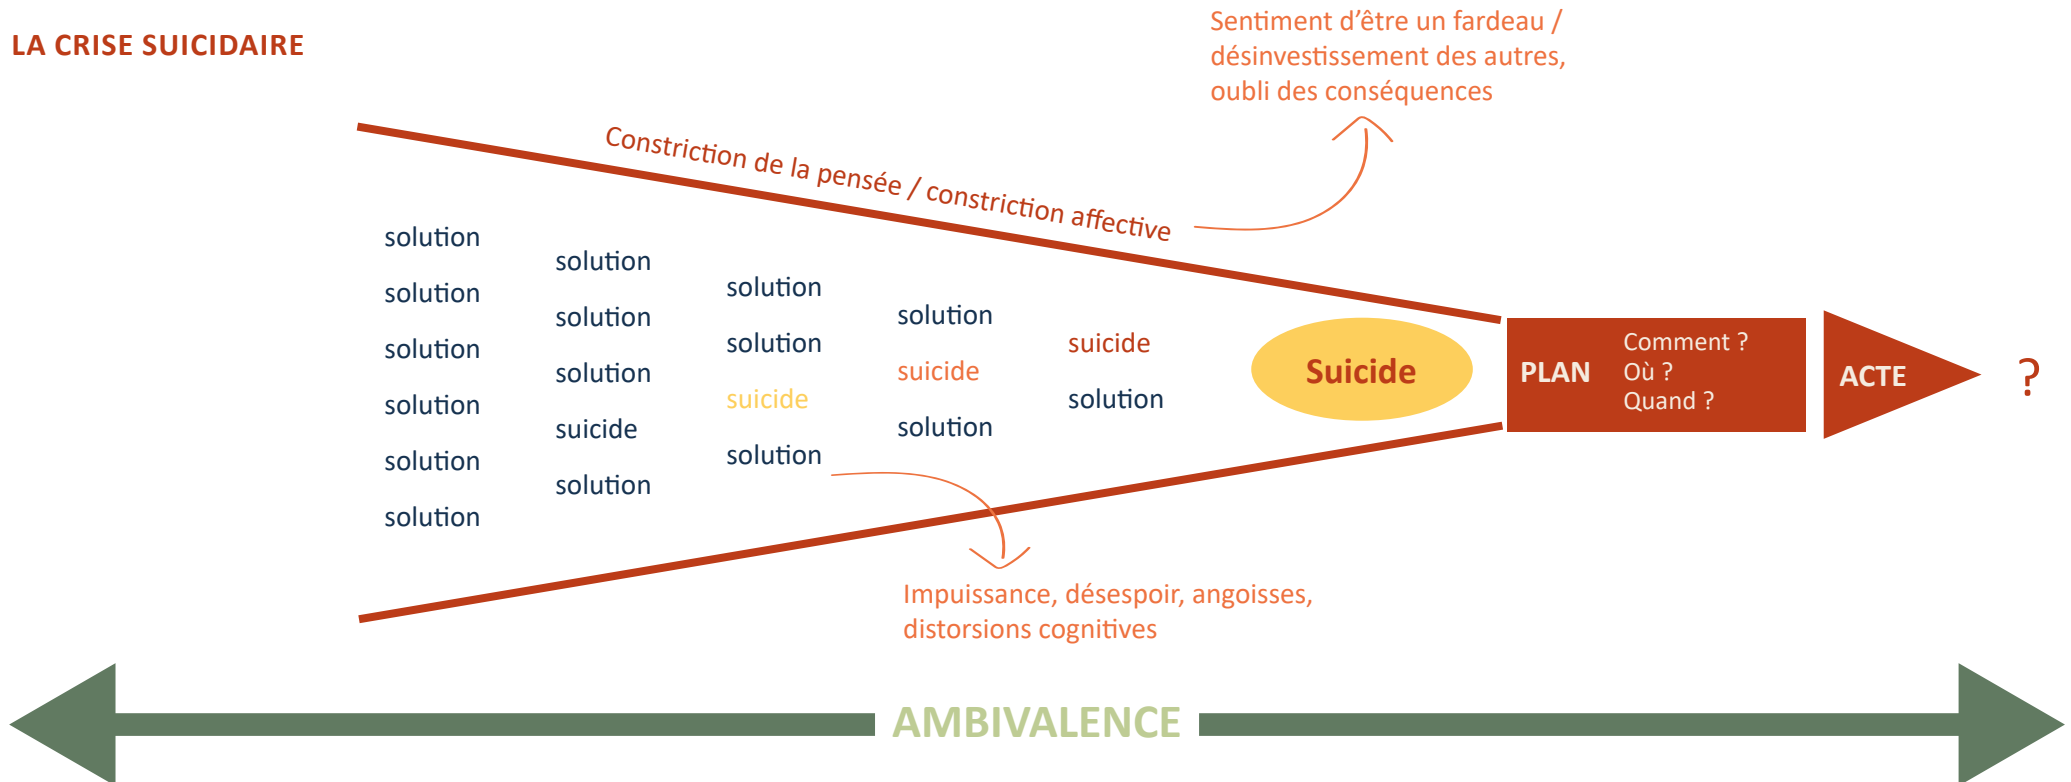 LA CRISE SUICIDAIRE
Sentiment d’être un fardeau /
désinvestissement des autres,
oubli des conséquences
Constriction de la pensée / constriction affective
solution
solution
solution
solution
solution
solution
solution
solution
solution
suicide
solution
solution
solution
suicide
solution
solution
suicide
solution
suicide
solution
Suicide
PLAN
Comment ?
Où ?
Quand ?
ACTE
?
Impuissance, désespoir, angoisses,
distorsions cognitives
AMBIVALENCE